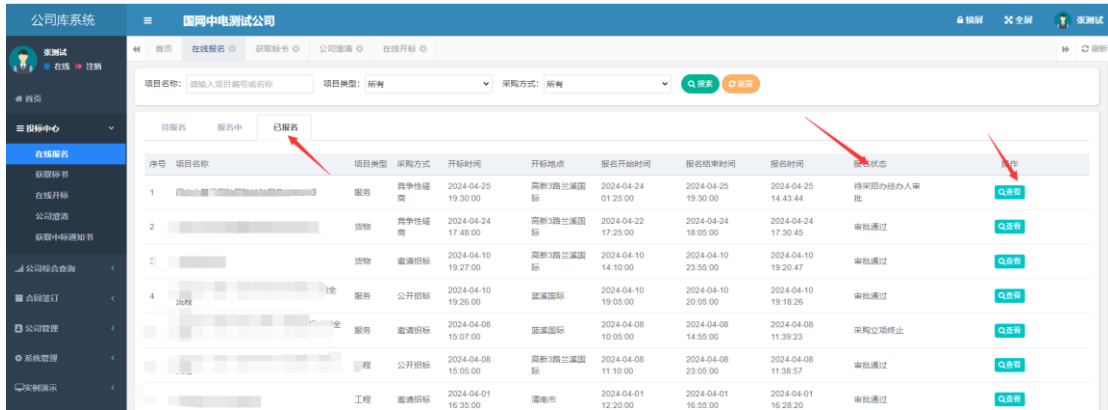 公司库系统
国网中电测试公司
锁屏 全屏 张测试
张测试
在线 注销
首页 在线报名 获取标书 公司澄清 在线开标 刷新
项目名称: 请输入项目编号或名称 项目类型: 所有 采购方式: 所有 搜索 重置
首页
投标中心
在线报名
获取标书
在线开标
公司澄清
获取中标通知书
公司综合查询
合同签订
公司管理
系统管理
实例演示
待报名 报名中 已报名
序号 项目名称 项目类型 采购方式 开标时间 开标地点 报名开始时间 报名结束时间 报名时间 报名状态 操作
1 服务 竞争性磋商 2024-04-25 19:30:00 高新3路兰溪国际 2024-04-24 01:25:00 2024-04-25 19:30:00 2024-04-25 14:43:44 待采招办经办人审批 查看
2 货物 竞争性磋商 2024-04-24 17:48:00 高新3路兰溪国际 2024-04-22 17:25:00 2024-04-24 18:05:00 2024-04-24 17:30:45 审批通过 查看
货物 邀请招标 2024-04-10 19:27:00 高新3路兰溪国际 2024-04-10 14:10:00 2024-04-10 23:55:00 2024-04-10 19:20:47 审批通过 查看
4 全流程 服务 公开招标 2024-04-10 19:26:00 蓝溪国际 2024-04-10 19:05:00 2024-04-10 20:05:00 2024-04-10 19:18:26 审批通过 查看
全 服务 邀请招标 2024-04-08 15:07:00 蓝溪国际 2024-04-08 10:05:00 2024-04-08 14:55:00 2024-04-08 11:39:23 采购立项终止 查看
程 公开招标 2024-04-08 15:05:00 高新3路兰溪国际 2024-04-08 11:10:00 2024-04-08 23:05:00 2024-04-08 11:38:57 审批通过 查看
工程 邀请招标 2024-04-01 16:35:00 渭南市 2024-04-01 12:20:00 2024-04-01 16:55:00 2024-04-01 16:28:20 审批通过 查看